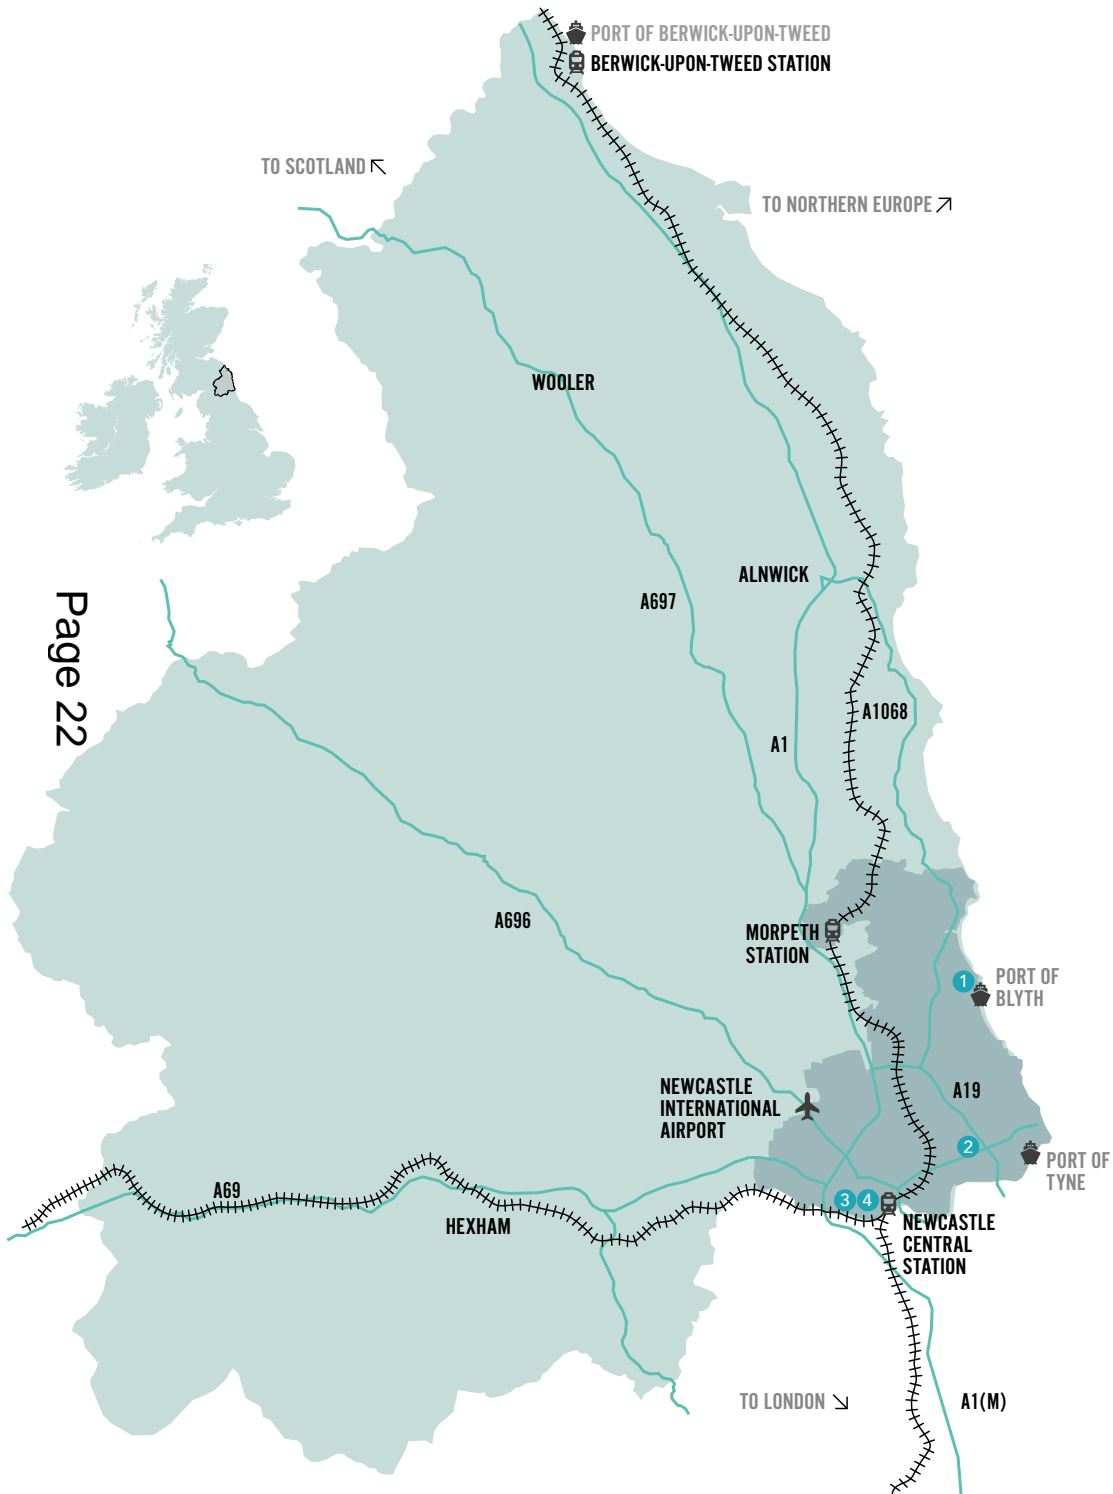 PORT OF BERWICK-UPON-TWEED
BERWICK-UPON-TWEED STATION
TO SCOTLAND
TO NORTHERN EUROPE
WOOLER
ALNWICK
A697
Page 22
A1068
A1
A696
MORPETH
STATION
1
PORT OF
BLYTH
NEWCASTLE
INTERNATIONAL
AIRPORT
A19
2
PORT OF
TYNE
A69
3
4
HEXHAM
NEWCASTLE
CENTRAL
STATION
TO LONDON
A1(M)